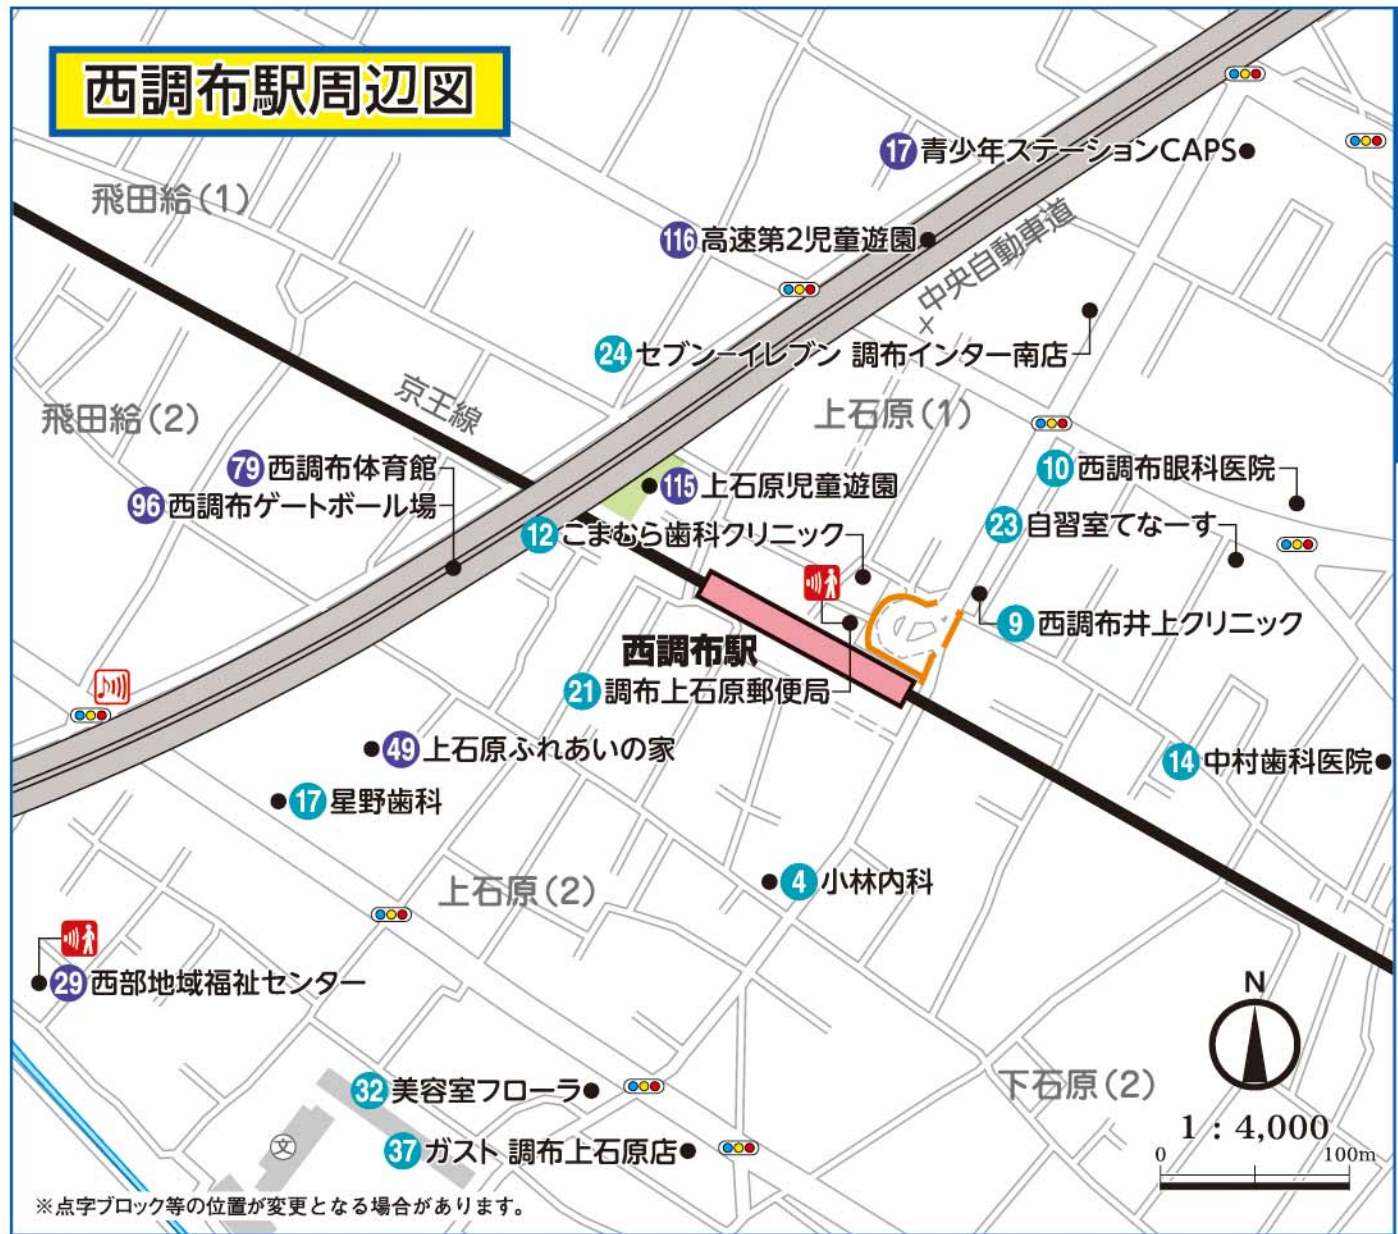 西調布駅周辺図
17 青少年ステーションCAPS
飛田給(1)
116 高速第2児童遊園
中央自動車道
24 セブン-イレブン 調布インター南店
京王線
飛田給(2)
上石原(1)
79 西調布体育館
96 西調布ゲートボール場
115 上石原児童遊園
10 西調布眼科医院
12 こまむら歯科クリニック
23 自習室てなーす
9 西調布井上クリニック
西調布駅
21 調布上石原郵便局
49 上石原ふれあいの家
14 中村歯科医院
17 星野歯科
4 小林内科
上石原(2)
29 西部地域福祉センター
N
32 美容室フローラ
下石原(2)
1 : 4,000
文
37 ガスト 調布上石原店
0 100m
※点字ブロック等の位置が変更となる場合があります。